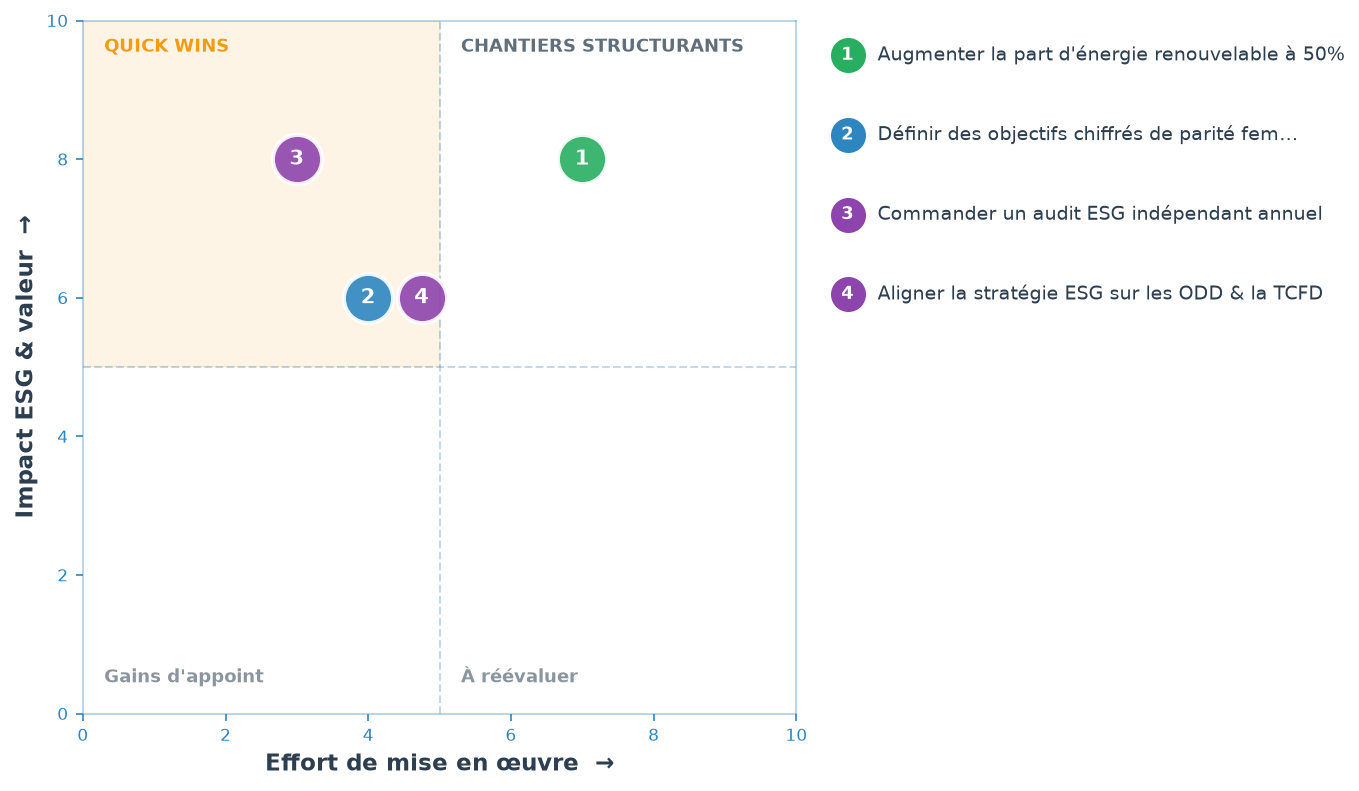 QUICK WINS
CHANTIERS STRUCTURANTS
3
1
2
4
Gains d'appoint
À réévaluer
10
8
6
4
2
0
0
2
4
6
8
10
Impact ESG & valeur →
Effort de mise en œuvre →
1 Augmenter la part d'énergie renouvelable à 50%
2 Définir des objectifs chiffrés de parité fem...
3 Commander un audit ESG indépendant annuel
4 Aligner la stratégie ESG sur les ODD & la TCFD